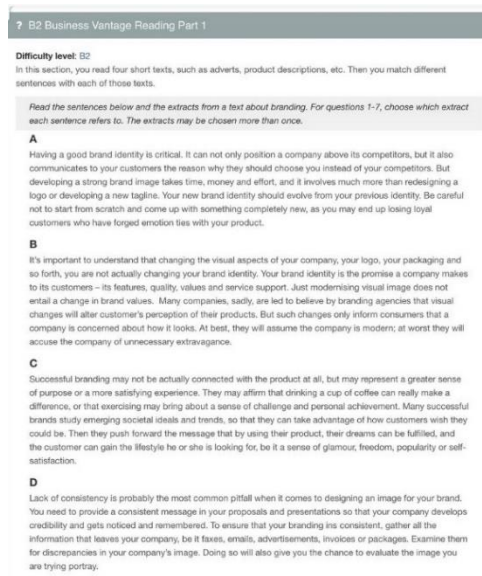 ? B2 Business Vantage Reading Part 1
Difficulty level: B2
In this section, you read four short texts, such as adverts, product descriptions, etc. Then you match different
sentences with each of those texts.
Read the sentences below and the extracts from a text about branding. For questions 1-7, choose which extract
each sentence refers to. The extracts may be chosen more than once.
A
Having a good brand identity is critical. It can not only position a company above its competitors, but it also
communicates to your customers the reason why they should choose you instead of your competitors. But
developing a strong brand image takes time, money and effort, and it involves much more than redesigning a
logo or developing a new tagline. Your new brand identity should evolve from your previous identity. Be careful
not to start from scratch and come up with something completely new, as you may end up losing loyal
customers who have forged emotion ties with your product.
B
It's important to understand that changing the visual aspects of your company, your logo, your packaging and
so forth, you are not actually changing your brand identity. Your brand identity is the promise a company makes
to its customers – its features, quality, values and service support. Just modernising visual image does not
entail a change in brand values. Many companies, sadly, are led to believe by branding agencies that visual
changes will alter customer's perception of their products. But such changes only inform consumers that a
company is concerned about how it looks. At best, they will assume the company is modern; at worst they will
accuse the company of unnecessary extravagance.
C
Successful branding may not be actually connected with the product at all, but may represent a greater sense
of purpose or a more satisfying experience. They may affirm that drinking a cup of coffee can really make a
difference, or that exercising may bring about a sense of challenge and personal achievement. Many successful
brands study emerging societal ideals and trends, so that they can take advantage of how customers wish they
could be. Then they push forward the message that by using their product, their dreams can be fulfilled, and
the customer can gain the lifestyle he or she is looking for, be it a sense of glamour, freedom, popularity or self-
satisfaction.
D
Lack of consistency is probably the most common pitfall when it comes to designing an image for your brand.
You need to provide a consistent message in your proposals and presentations so that your company develops
credibility and gets noticed and remembered. To ensure that your branding ins consistent, gather all the
information that leaves your company, be it faxes, emails, advertisements, invoices or packages. Examine them
for discrepancies in your company's image. Doing so will also give you the chance to evaluate the image you
are trying portray.